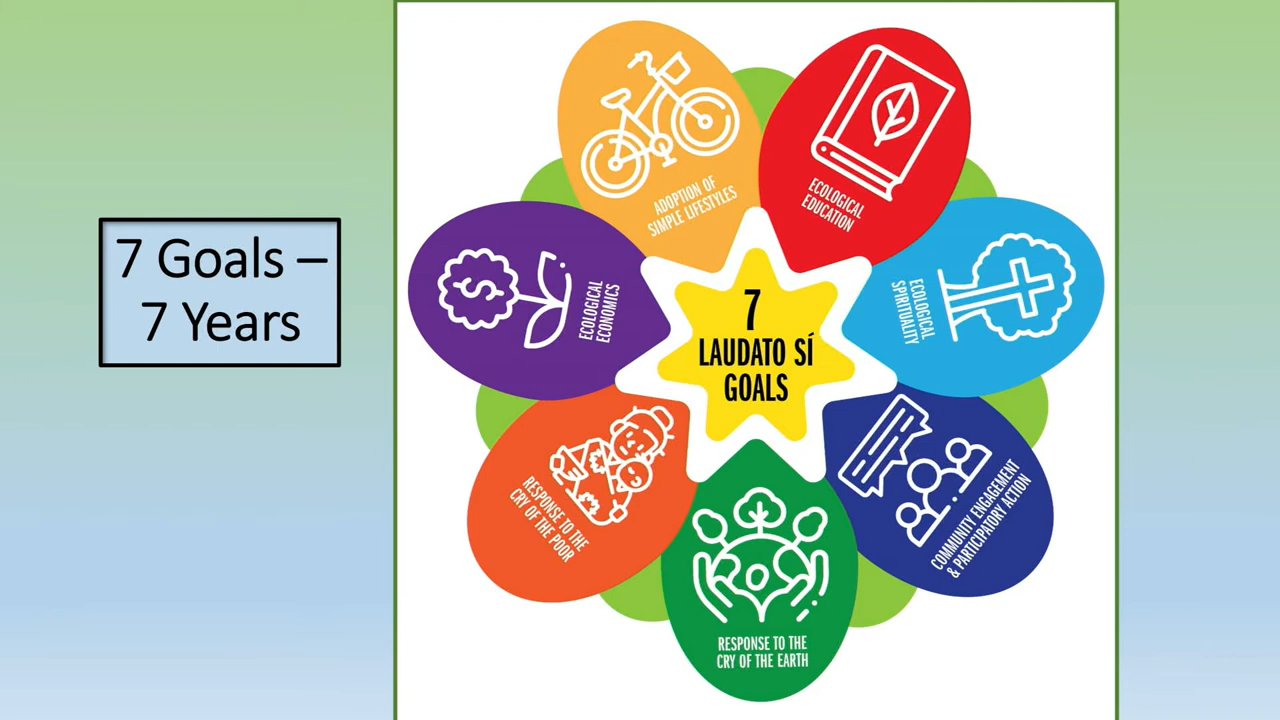 7 Goals –
7 Years
7
LAUDATO SÍ
GOALS
ADOPTION OF
SIMPLE LIFESTYLES
ECOLOGICAL
EDUCATION
ECOLOGICAL
SPIRITUALITY
COMMUNITY ENGAGEMENT
& PARTICIPATORY ACTION
RESPONSE TO THE
CRY OF THE EARTH
RESPONSE TO THE
CRY OF THE POOR
ECOLOGICAL
ECONOMICS
$